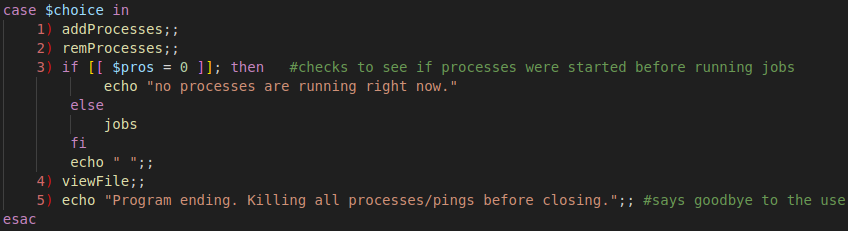 case $choice in
1) addProcesses;;
2) remProcesses;;
3) if [[ $pros = 0 ]]; then #checks to see if processes were started before running jobs
echo "no processes are running right now."
else
jobs
fi
echo " ";;
4) viewFile;;
5) echo "Program ending. Killing all processes/pings before closing.";; #says goodbye to the use
esac